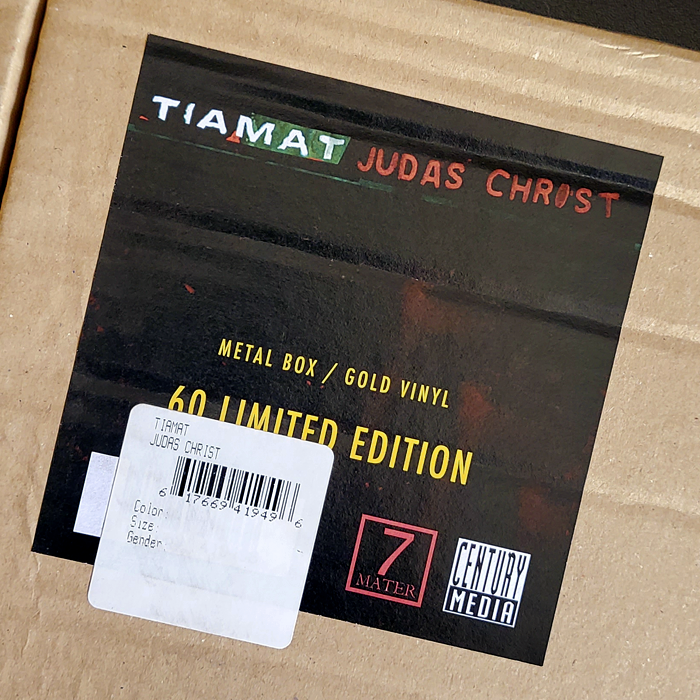 TIAMAT JUDAS CHRIST
METAL BOX / GOLD VINYL
60 LIMITED EDITION
TIAMAT
JUDAS CHRIST
6 17669 41949 6
Color:
Size:
Gender:
7
MATER
CENTURY
MEDIA